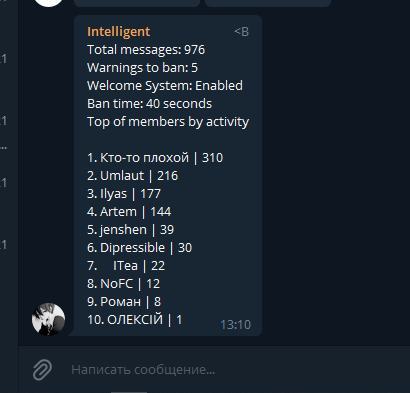 Intelligent <B
Total messages: 976
Warnings to ban: 5
Welcome System: Enabled
Ban time: 40 seconds
Top of members by activity
1. Кто-то плохой | 310
2. Umlaut | 216
3. Ilyas | 177
4. Artem | 144
5. jenshen | 39
6. Dipressible | 30
7. ITea | 22
8. NoFC | 12
9. Роман | 8
10. ОЛЕКСІЙ | 1
13:10
Написать сообщение...